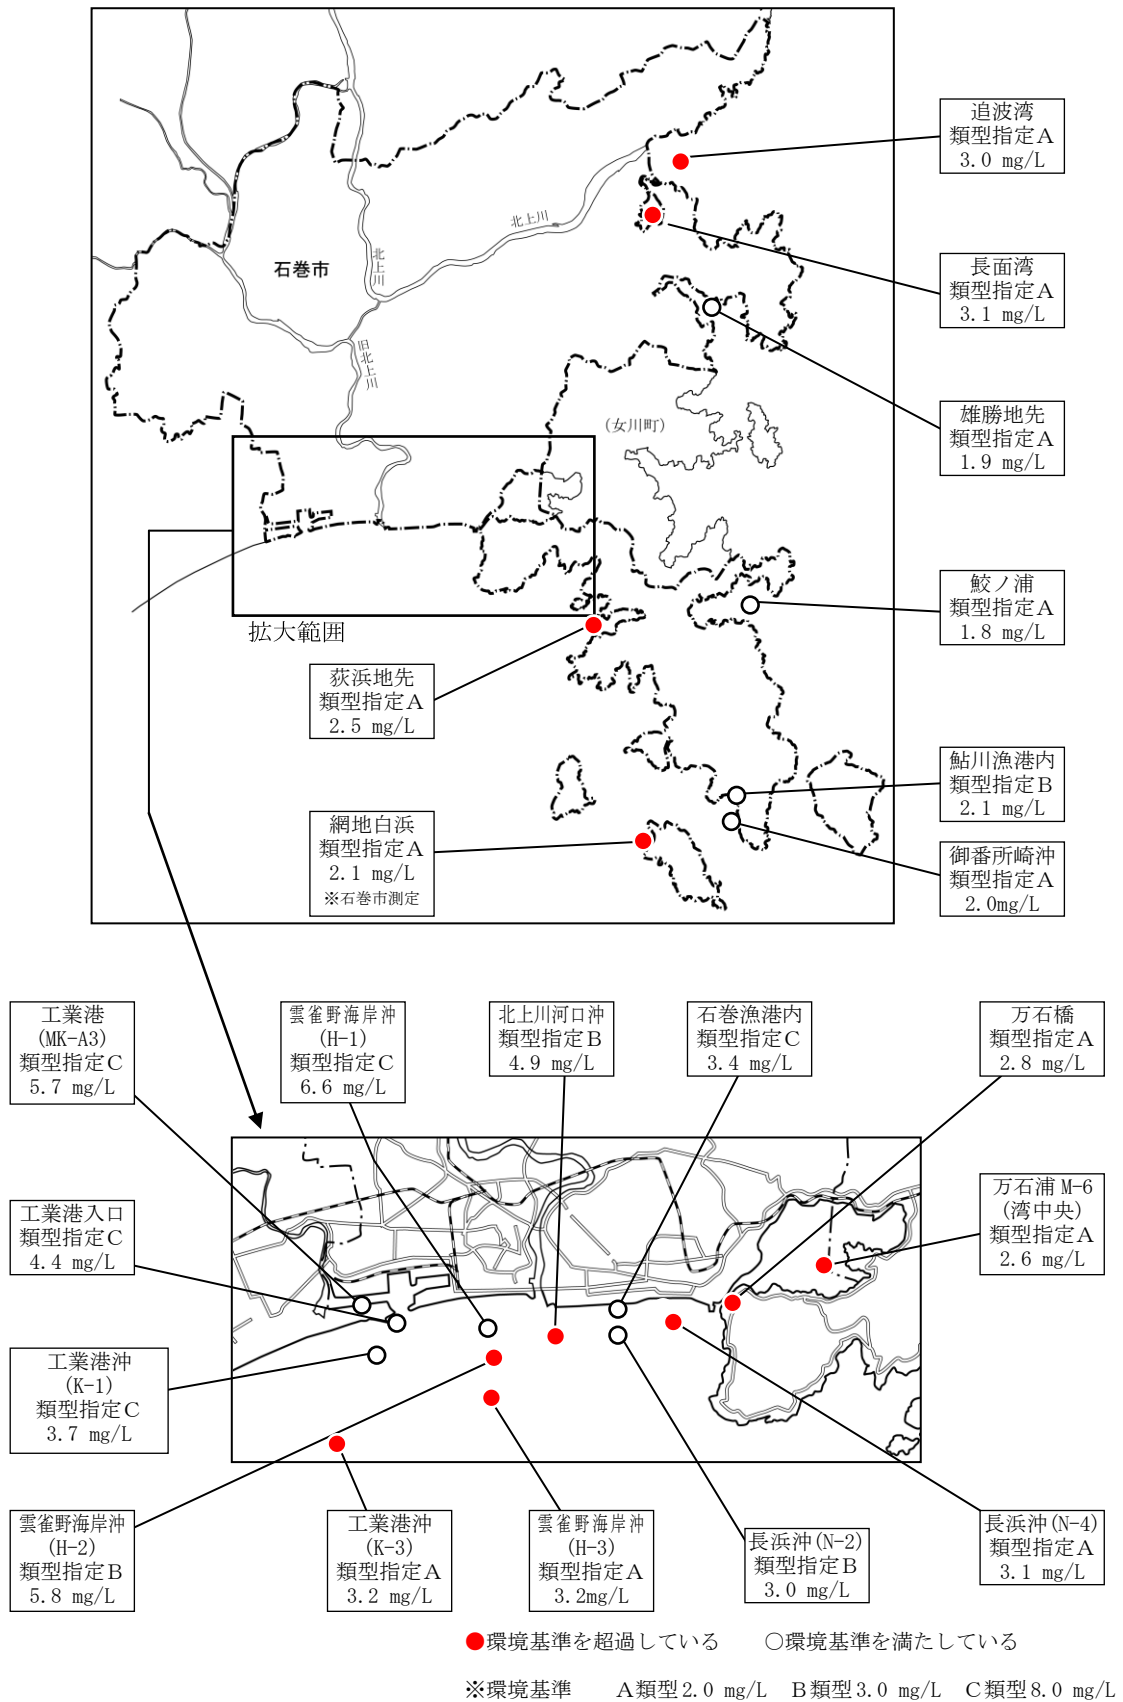 追波湾
類型指定A
3.0 mg/L
長面湾
類型指定A
3.1 mg/L
雄勝地先
類型指定A
1.9 mg/L
鮫ノ浦
類型指定A
1.8 mg/L
鮎川漁港内
類型指定B
2.1 mg/L
御番所崎沖
類型指定A
2.0mg/L
北上川
北上川
石巻市
旧北上川
(女川町)
拡大範囲
荻浜地先
類型指定A
2.5 mg/L
網地白浜
類型指定A
2.1 mg/L
※石巻市測定
工業港
(MK-A3)
類型指定C
5.7 mg/L
雲雀野海岸沖
(H-1)
類型指定C
6.6 mg/L
北上川河口沖
類型指定B
4.9 mg/L
石巻漁港内
類型指定C
3.4 mg/L
万石橋
類型指定A
2.8 mg/L
工業港入口
類型指定C
4.4 mg/L
万石浦 M-6
(湾中央)
類型指定A
2.6 mg/L
工業港沖
(K-1)
類型指定C
3.7 mg/L
雲雀野海岸沖
(H-2)
類型指定B
5.8 mg/L
工業港沖
(K-3)
類型指定A
3.2 mg/L
雲雀野海岸沖
(H-3)
類型指定A
3.2mg/L
長浜沖(N-2)
類型指定B
3.0 mg/L
長浜沖(N-4)
類型指定A
3.1 mg/L
●環境基準を超過している ○環境基準を満たしている
※環境基準 A類型2.0 mg/L B類型3.0 mg/L C類型8.0 mg/L